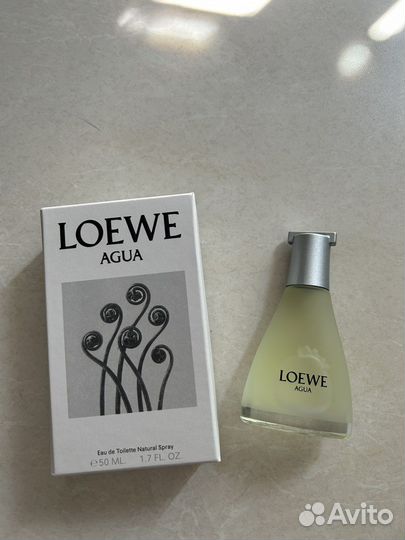 LOEWE
AGUA
Eau de Toilette Natural Spray
℮50 ML. 1.7 FL. OZ.
LOEWE
AGUA
Avito